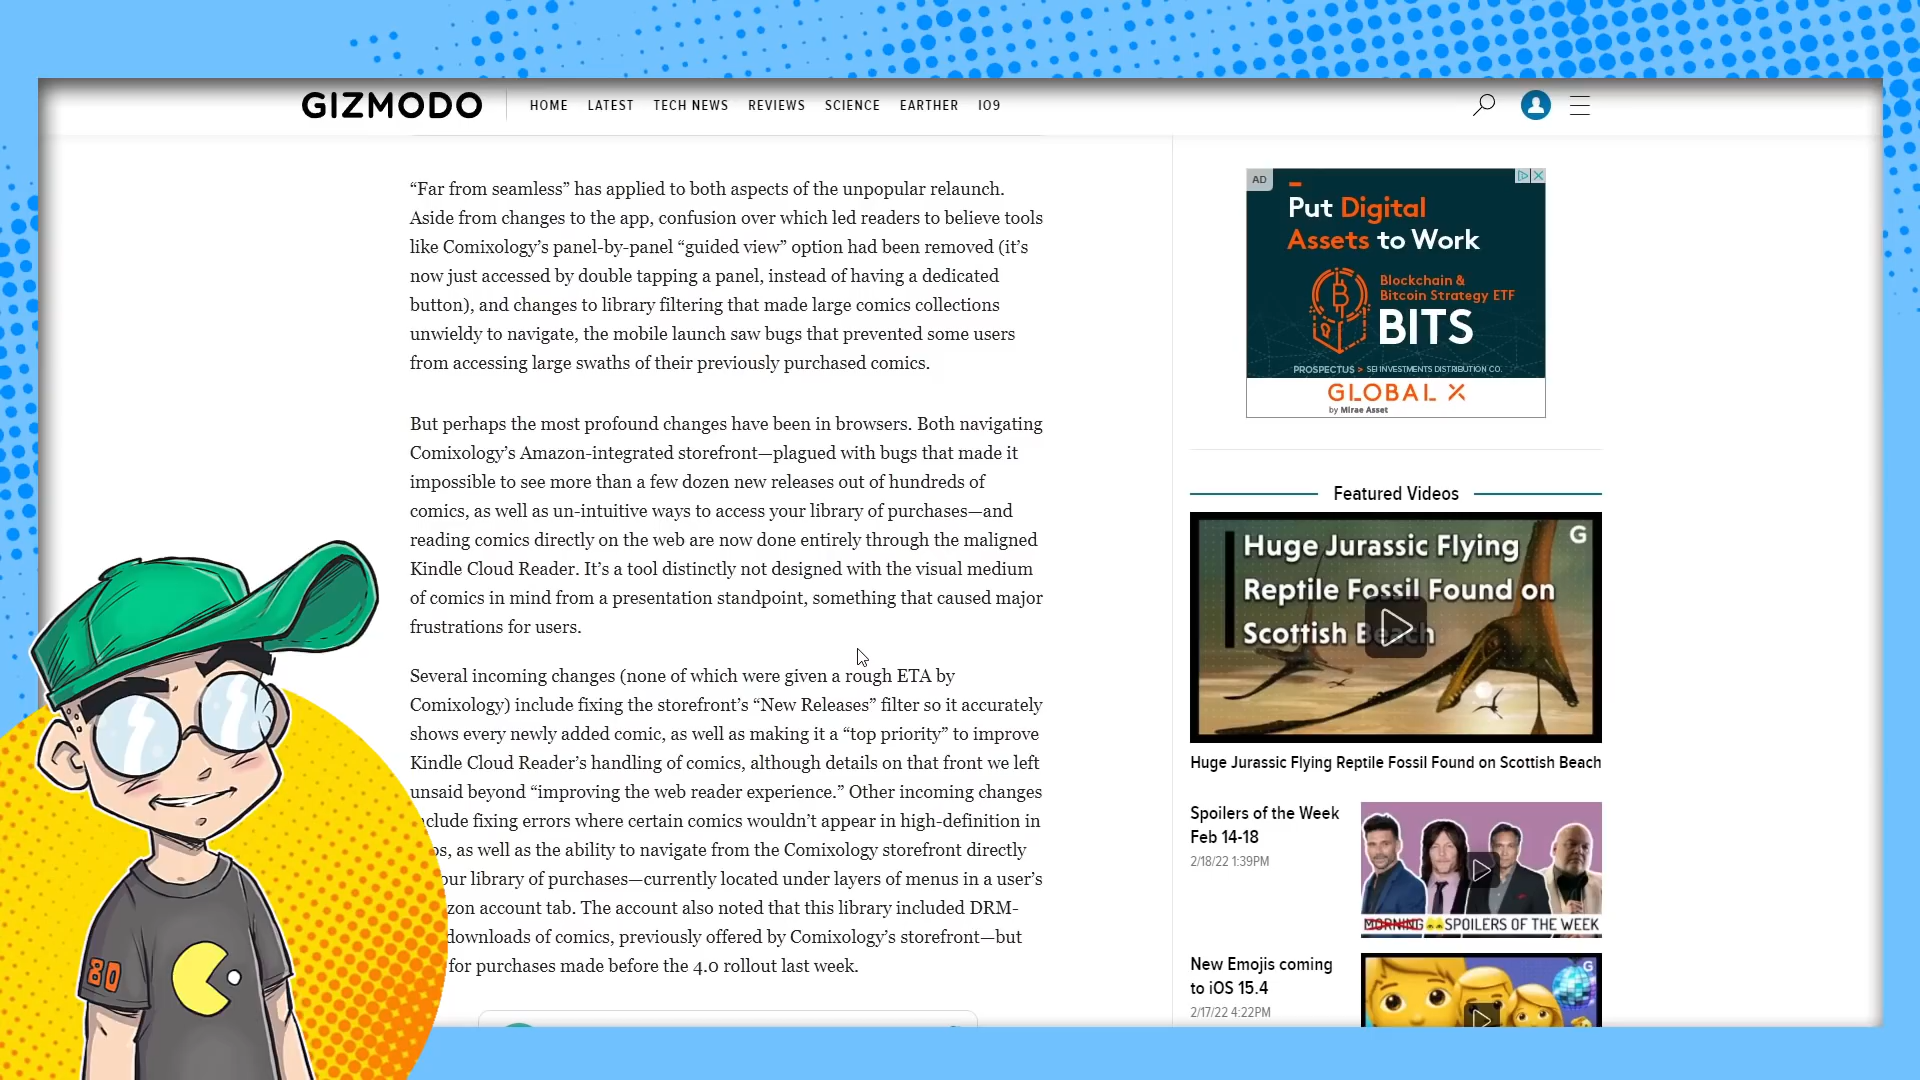 GIZMODO
HOME LATEST TECH NEWS REVIEWS SCIENCE EARTHER IO9
“Far from seamless” has applied to both aspects of the unpopular relaunch.
Aside from changes to the app, confusion over which led readers to believe tools
like Comixology’s panel-by-panel “guided view” option had been removed (it’s
now just accessed by double tapping a panel, instead of having a dedicated
button), and changes to library filtering that made large comics collections
unwieldy to navigate, the mobile launch saw bugs that prevented some users
from accessing large swaths of their previously purchased comics.
But perhaps the most profound changes have been in browsers. Both navigating
Comixology’s Amazon-integrated storefront—plagued with bugs that made it
impossible to see more than a few dozen new releases out of hundreds of
comics, as well as un-intuitive ways to access your library of purchases—and
reading comics directly on the web are now done entirely through the maligned
Kindle Cloud Reader. It’s a tool distinctly not designed with the visual medium
of comics in mind from a presentation standpoint, something that caused major
frustrations for users.
Several incoming changes (none of which were given a rough ETA by
Comixology) include fixing the storefront’s “New Releases” filter so it accurately
shows every newly added comic, as well as making it a “top priority” to improve
Kindle Cloud Reader’s handling of comics, although details on that front we left
unsaid beyond “improving the web reader experience.” Other incoming changes
clude fixing errors where certain comics wouldn’t appear in high-definition in
os, as well as the ability to navigate from the Comixology storefront directly
our library of purchases—currently located under layers of menus in a user’s
zon account tab. The account also noted that this library included DRM-
downloads of comics, previously offered by Comixology’s storefront—but
for purchases made before the 4.0 rollout last week.
80
AD
Put Digital
Assets to Work
Blockchain &
Bitcoin Strategy ETF
BITS
PROSPECTUS > SEI INVESTMENTS DISTRIBUTION CO.
GLOBAL X
by Mirae Asset
Featured Videos
G
Huge Jurassic Flying
Reptile Fossil Found on
Scottish Beach
Huge Jurassic Flying Reptile Fossil Found on Scottish Beach
Spoilers of the Week
Feb 14-18
2/18/22 1:39PM
MORNING SPOILERS OF THE WEEK
New Emojis coming
to iOS 15.4
2/17/22 4:22PM
G